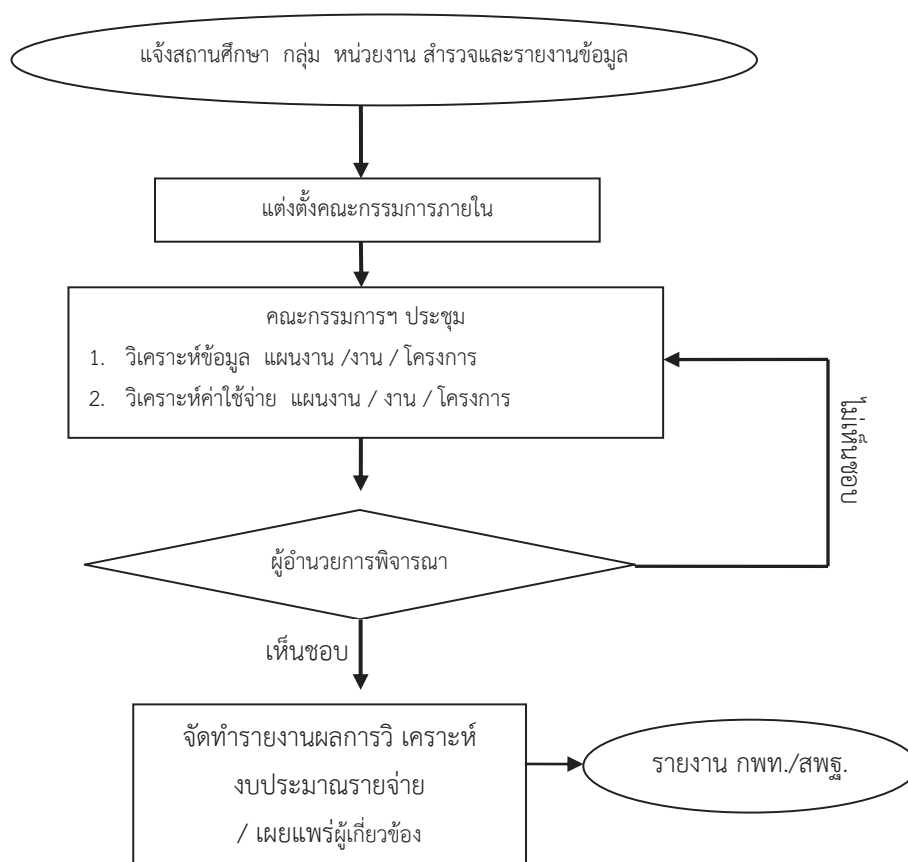 แจ้งสถานศึกษา กลุ่ม หน่วยงาน สำรวจและรายงานข้อมูล
แต่งตั้งคณะกรรมการภายใน
คณะกรรมการฯ ประชุม
1. วิเคราะห์ข้อมูล แผนงาน /งาน / โครงการ
2. วิเคราะห์ค่าใช้จ่าย แผนงาน / งาน / โครงการ
ไม่เห็นชอบ
ผู้อำนวยการพิจารณา
เห็นชอบ
จัดทำรายงานผลการวิ เคราะห์
งบประมาณรายจ่าย
/ เผยแพร่ผู้เกี่ยวข้อง
รายงาน กพท./สพฐ.